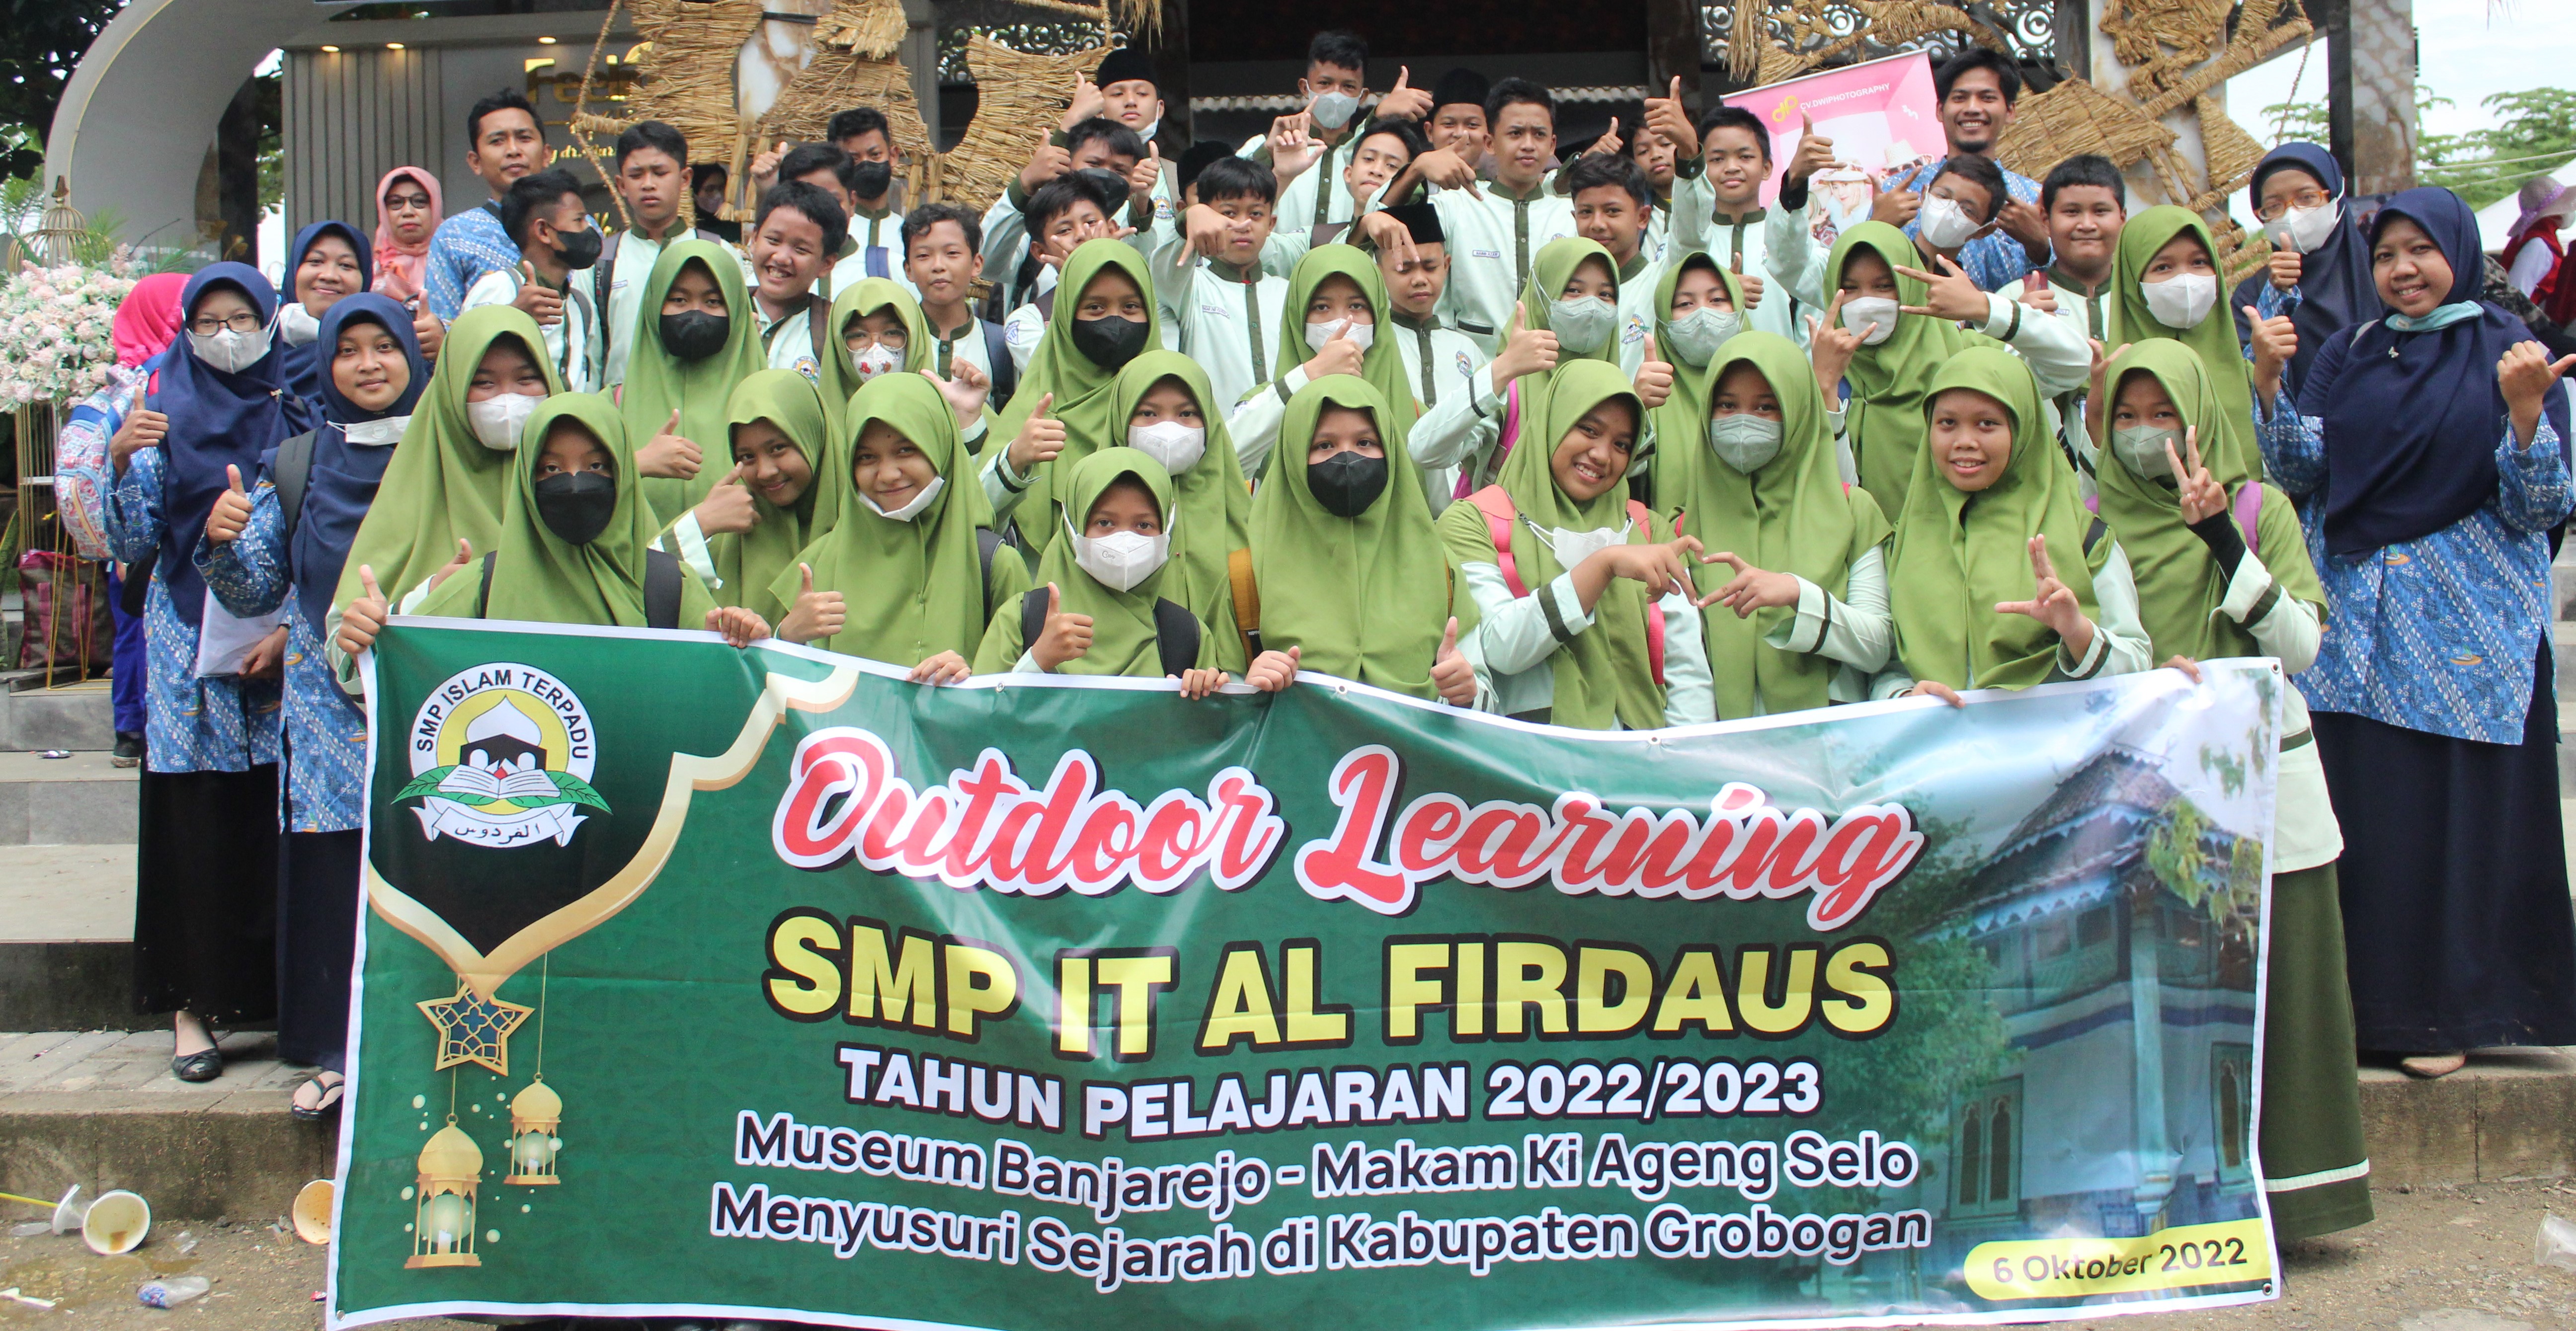 CV.DWIPHOTOGRAPHY
SMP ISLAM TERPADU
الفردوس
Outdoor Learning
SMP IT AL FIRDAUS
TAHUN PELAJARAN 2022/2023
Museum Banjarejo - Makam Ki Ageng Selo
Menyusuri Sejarah di Kabupaten Grobogan
6 Oktober 2022